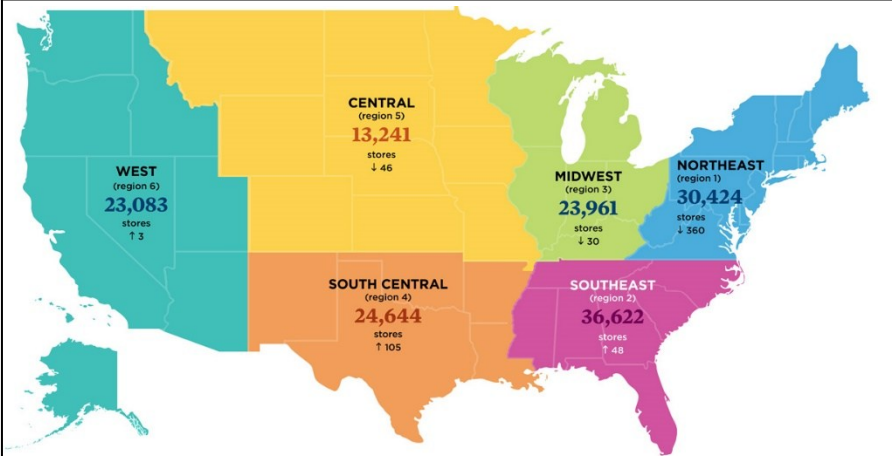 CENTRAL
(region 5)
13,241
stores
↓ 46
WEST
(region 6)
23,083
stores
↑ 3
MIDWEST
(region 3)
23,961
stores
↓ 30
NORTHEAST
(region 1)
30,424
stores
↓ 360
SOUTH CENTRAL
(region 4)
24,644
stores
↑ 105
SOUTHEAST
(region 2)
36,622
stores
↑ 48